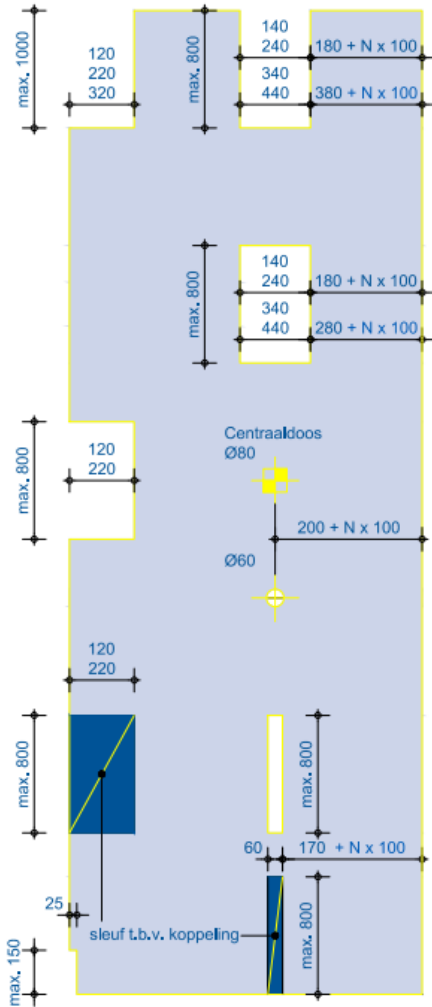 max. 1000
120
220
320
max. 800
140
240
340
440
180 + N x 100
380 + N x 100
max. 800
140
240
340
440
180 + N x 100
280 + N x 100
max. 800
120
220
Centraaldoos
Ø80
200 + N x 100
Ø60
120
220
max. 800
max. 800
60
170 + N x 100
25
sleuf t.b.v. koppeling
max. 800
max. 150